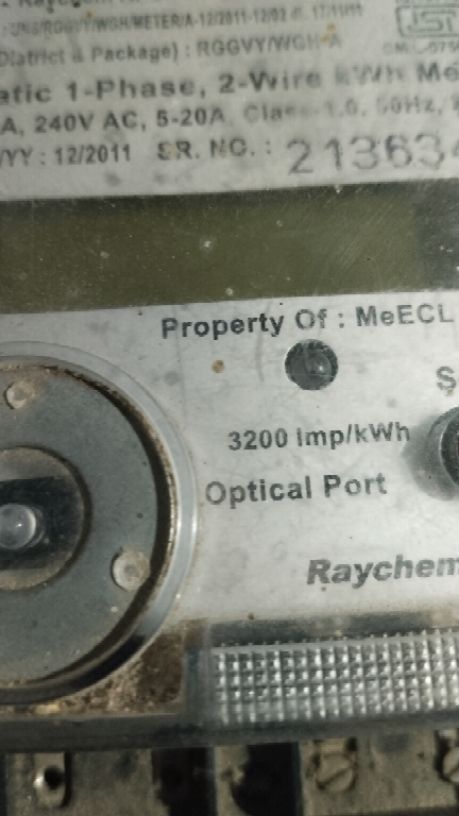 (District & Package) : RGGVY/WGH-A
atic 1-Phase, 2-Wire kWh Me
A, 240V AC, 5-20A, Class-1.0, 50Hz,
/YY : 12/2011 SR. NO. : 213634
Property Of : MeECL
S
3200 imp/kWh
Optical Port
Raychem